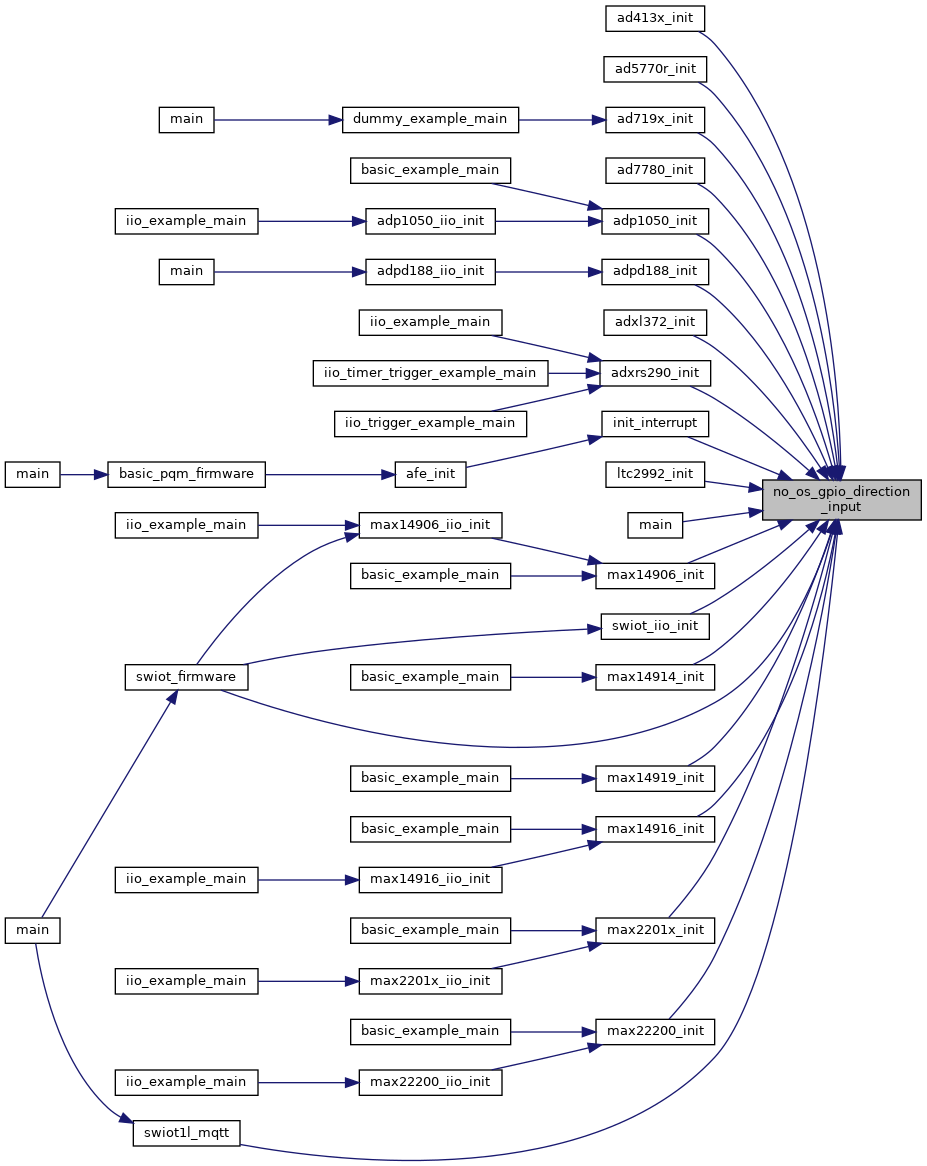 ad413x_init
ad5770r_init
main
dummy_example_main
ad719x_init
basic_example_main
ad7780_init
iio_example_main
adp1050_iio_init
adp1050_init
main
adpd188_iio_init
adpd188_init
iio_example_main
adxl372_init
iio_timer_trigger_example_main
adxrs290_init
iio_trigger_example_main
init_interrupt
main
basic_pqm_firmware
afe_init
ltc2992_init
no_os_gpio_direction
_input
iio_example_main
max14906_iio_init
main
basic_example_main
max14906_init
swiot_iio_init
swiot_firmware
basic_example_main
max14914_init
basic_example_main
max14919_init
basic_example_main
max14916_init
iio_example_main
max14916_iio_init
main
basic_example_main
max2201x_init
iio_example_main
max2201x_iio_init
basic_example_main
max22200_init
iio_example_main
max22200_iio_init
swiot1l_mqtt